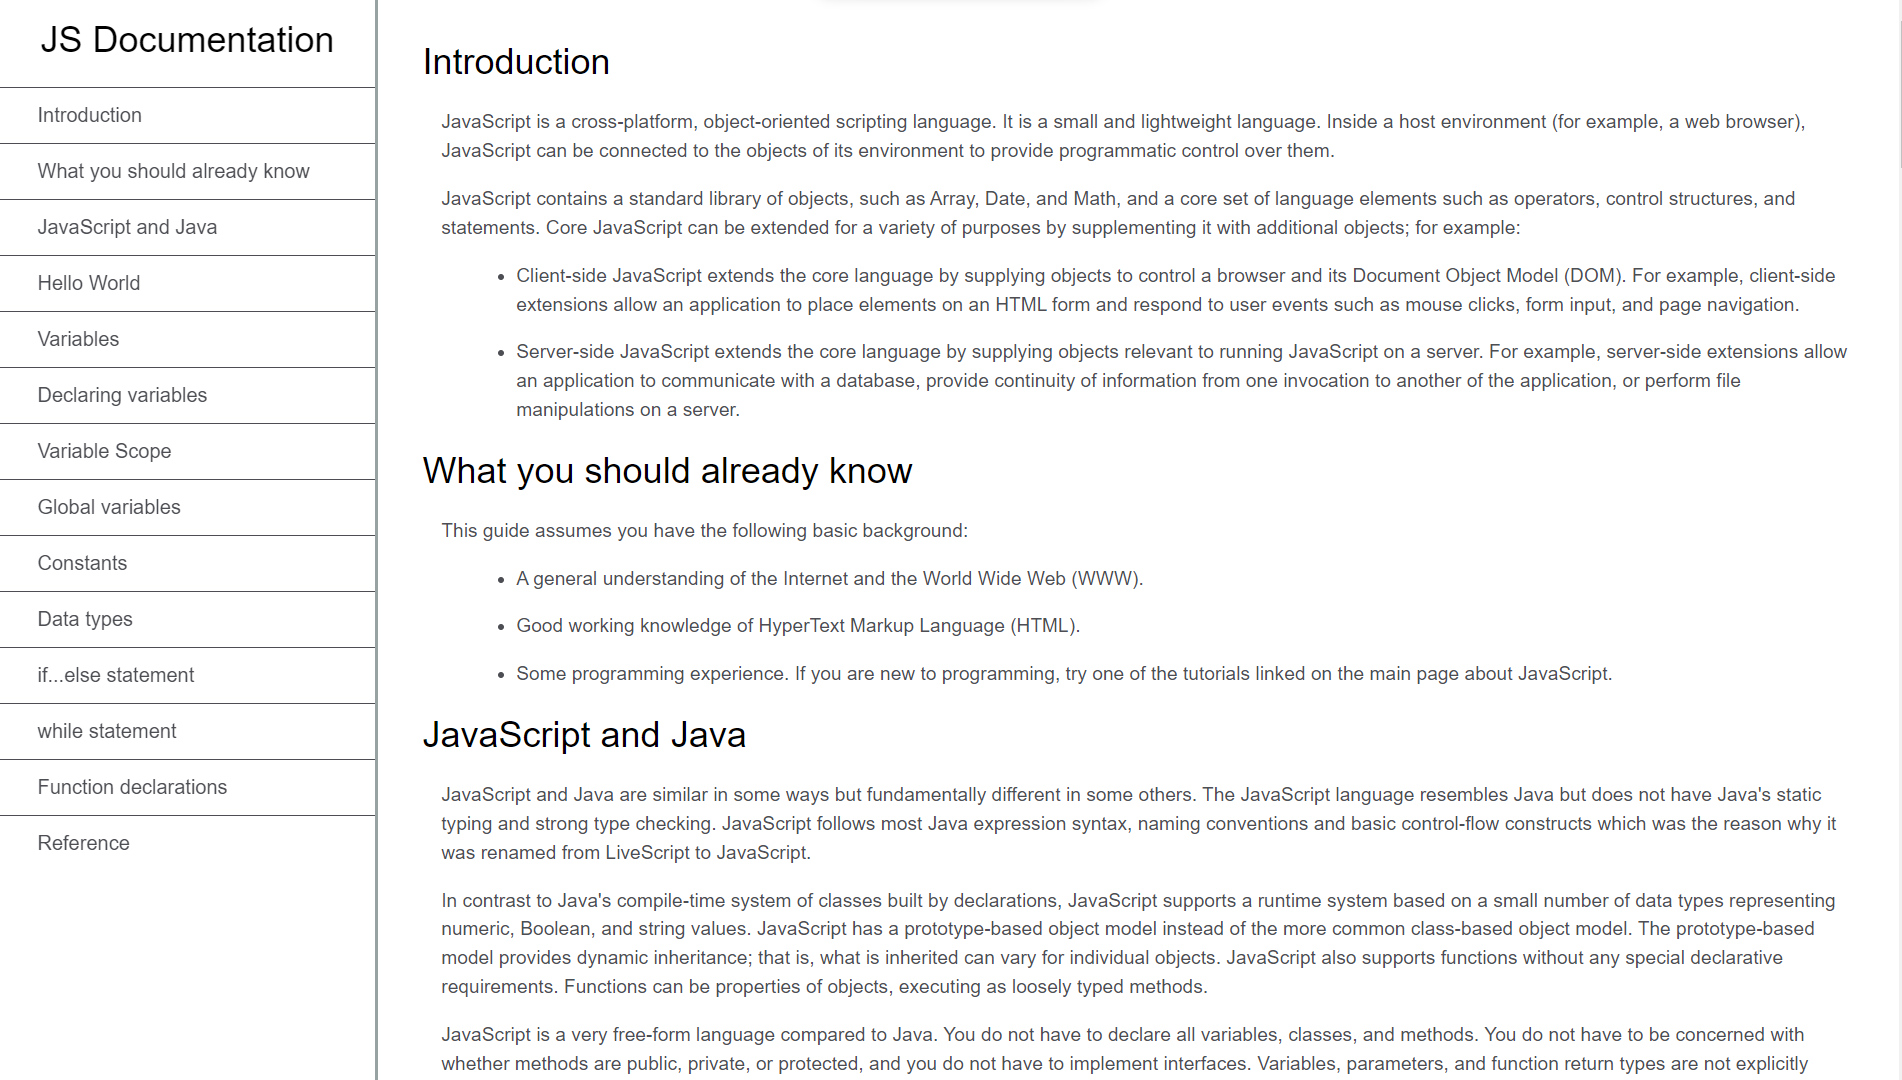 JS Documentation
Introduction
What you should already know
JavaScript and Java
Hello World
Variables
Declaring variables
Variable Scope
Global variables
Constants
Data types
if...else statement
while statement
Function declarations
Reference
Introduction
JavaScript is a cross-platform, object-oriented scripting language. It is a small and lightweight language. Inside a host environment (for example, a web browser),
JavaScript can be connected to the objects of its environment to provide programmatic control over them.
JavaScript contains a standard library of objects, such as Array, Date, and Math, and a core set of language elements such as operators, control structures, and
statements. Core JavaScript can be extended for a variety of purposes by supplementing it with additional objects; for example:
• Client-side JavaScript extends the core language by supplying objects to control a browser and its Document Object Model (DOM). For example, client-side
extensions allow an application to place elements on an HTML form and respond to user events such as mouse clicks, form input, and page navigation.
• Server-side JavaScript extends the core language by supplying objects relevant to running JavaScript on a server. For example, server-side extensions allow
an application to communicate with a database, provide continuity of information from one invocation to another of the application, or perform file
manipulations on a server.
What you should already know
This guide assumes you have the following basic background:
• A general understanding of the Internet and the World Wide Web (WWW).
• Good working knowledge of HyperText Markup Language (HTML).
• Some programming experience. If you are new to programming, try one of the tutorials linked on the main page about JavaScript.
JavaScript and Java
JavaScript and Java are similar in some ways but fundamentally different in some others. The JavaScript language resembles Java but does not have Java's static
typing and strong type checking. JavaScript follows most Java expression syntax, naming conventions and basic control-flow constructs which was the reason why it
was renamed from LiveScript to JavaScript.
In contrast to Java's compile-time system of classes built by declarations, JavaScript supports a runtime system based on a small number of data types representing
numeric, Boolean, and string values. JavaScript has a prototype-based object model instead of the more common class-based object model. The prototype-based
model provides dynamic inheritance; that is, what is inherited can vary for individual objects. JavaScript also supports functions without any special declarative
requirements. Functions can be properties of objects, executing as loosely typed methods.
JavaScript is a very free-form language compared to Java. You do not have to declare all variables, classes, and methods. You do not have to be concerned with
whether methods are public, private, or protected, and you do not have to implement interfaces. Variables, parameters, and function return types are not explicitly